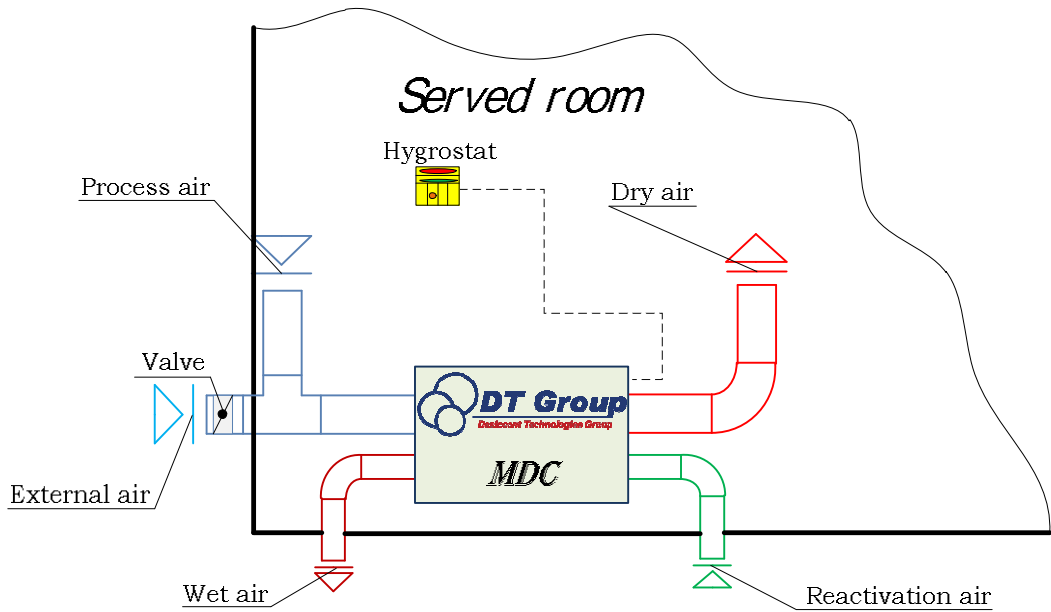 Served room
Hygrostat
Process air
Dry air
Valve
DT Group
Desiccant Technologies Group
MDC
External air
Wet air
Reactivation air